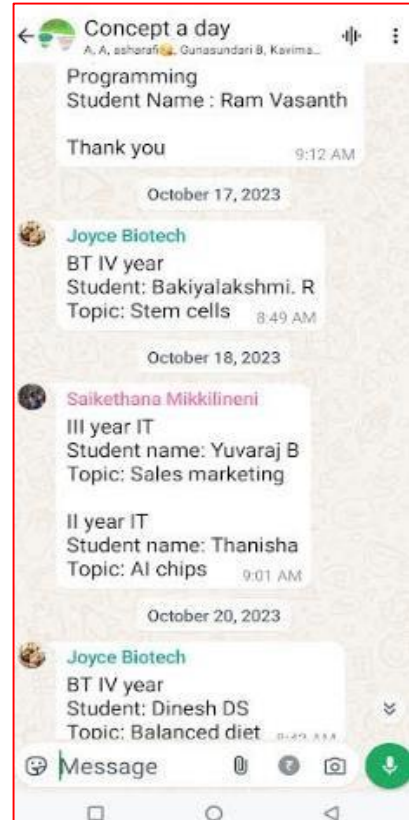 Concept a day
A, A, asharafi😘, Gunasundari B, Kavima...
Programming
Student Name : Ram Vasanth
Thank you
9:12 AM
October 17, 2023
Joyce Biotech
BT IV year
Student: Bakiyalakshmi. R
Topic: Stem cells 8:49 AM
October 18, 2023
Saikethana Mikkilineni
III year IT
Student name: Yuvaraj B
Topic: Sales marketing
II year IT
Student name: Thanisha
Topic: AI chips 9:01 AM
October 20, 2023
Joyce Biotech
BT IV year
Student: Dinesh DS
Topic: Balanced diet
Message